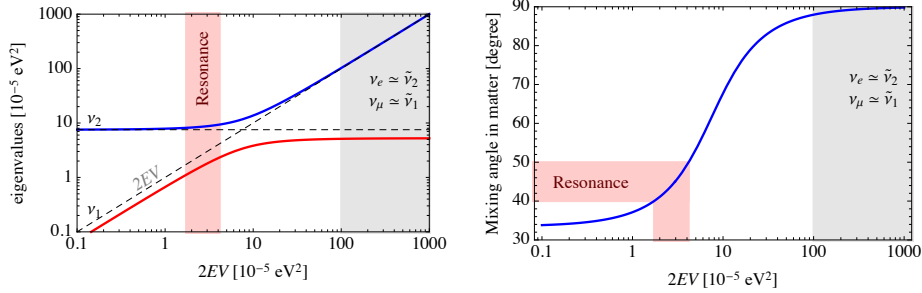 eigenvalues [10⁻⁵ eV²]
1000
100
10
1
0.1
Resonance
νₑ ≃ ν̃₂
ν_μ ≃ ν̃₁
ν₂
2EV
ν₁
0.1
1
10
100
1000
2EV [10⁻⁵ eV²]
Mixing angle in matter [degree]
90
80
70
60
50
40
30
νₑ ≃ ν̃₂
ν_μ ≃ ν̃₁
Resonance
0.1
1
10
100
1000
2EV [10⁻⁵ eV²]